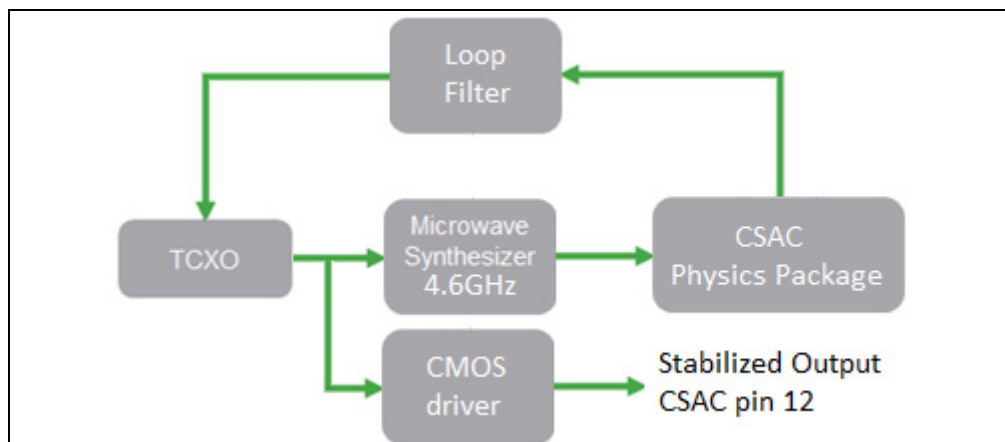 Loop
Filter
TCXO
Microwave
Synthesizer
4.6GHz
CSAC
Physics Package
CMOS
driver
Stabilized Output
CSAC pin 12